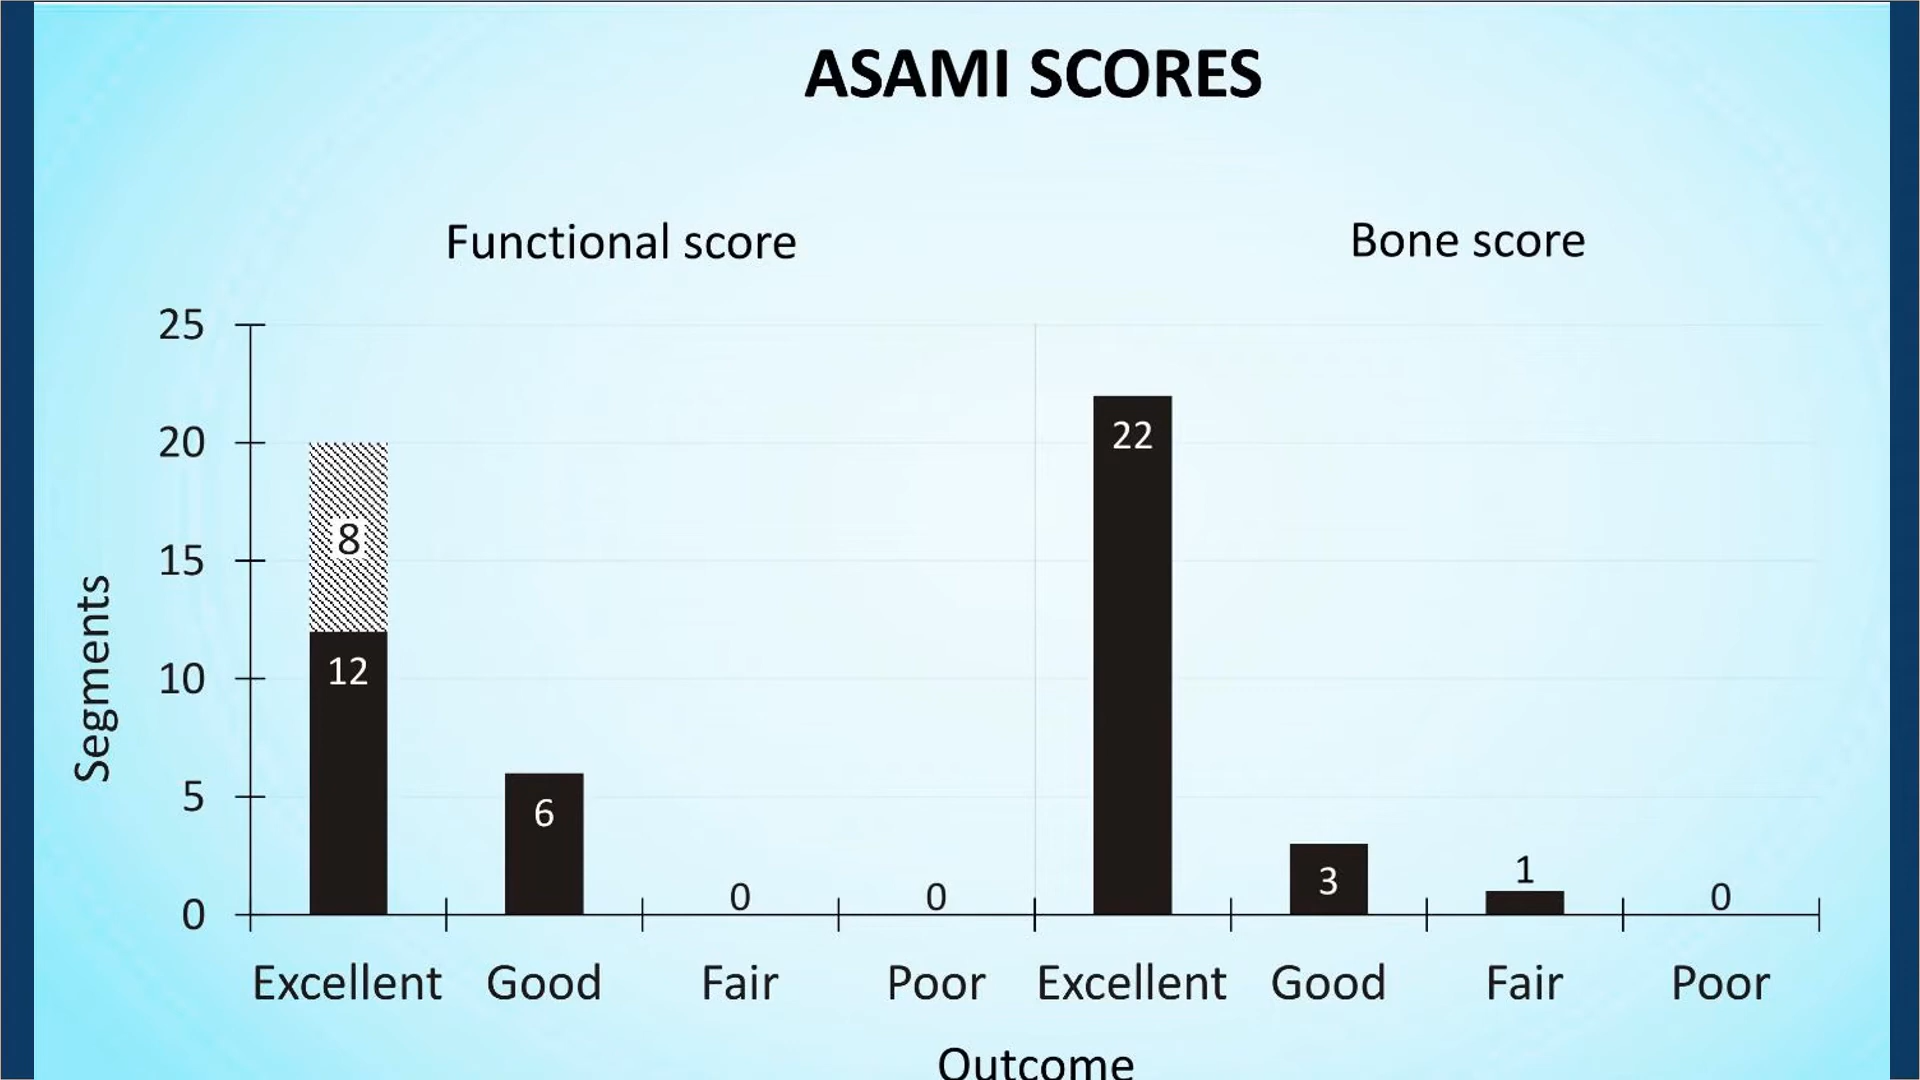 ASAMI SCORES
Functional score
Bone score
25
20
15
10
5
0
Segments
8
12
6
0
0
22
3
1
0
Excellent Good Fair Poor Excellent Good Fair Poor
Outcome